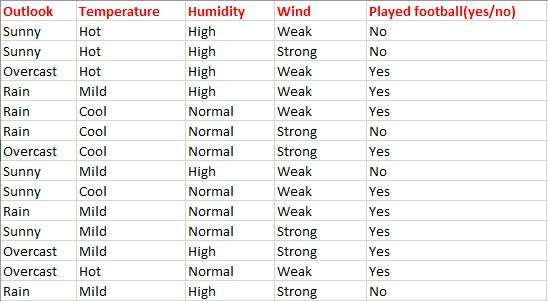 Outlook Temperature Humidity Wind Played football(yes/no)
Sunny Hot High Weak No
Sunny Hot High Strong No
Overcast Hot High Weak Yes
Rain Mild High Weak Yes
Rain Cool Normal Weak Yes
Rain Cool Normal Strong No
Overcast Cool Normal Strong Yes
Sunny Mild High Weak No
Sunny Cool Normal Weak Yes
Rain Mild Normal Weak Yes
Sunny Mild Normal Strong Yes
Overcast Mild High Strong Yes
Overcast Hot Normal Weak Yes
Rain Mild High Strong No